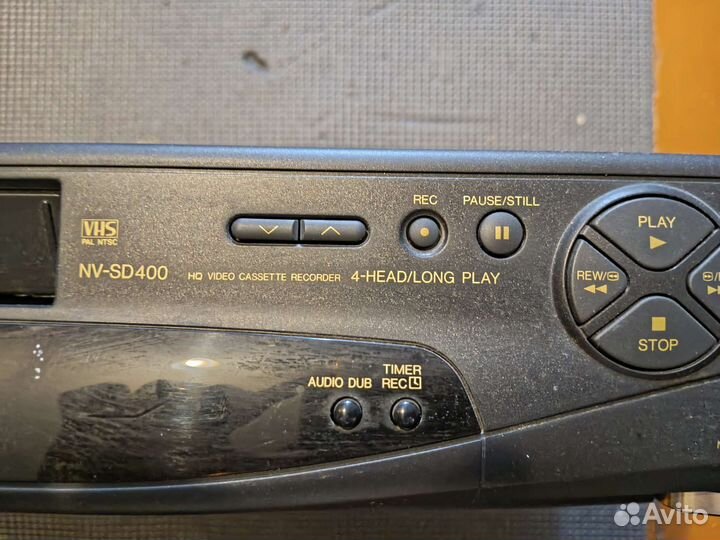 REC PAUSE/STILL
VHS
PAL NTSC
PLAY
NV-SD400 HQ VIDEO CASSETTE RECORDER 4-HEAD/LONG PLAY
REW
STOP
TIMER
AUDIO DUB REC
Avito